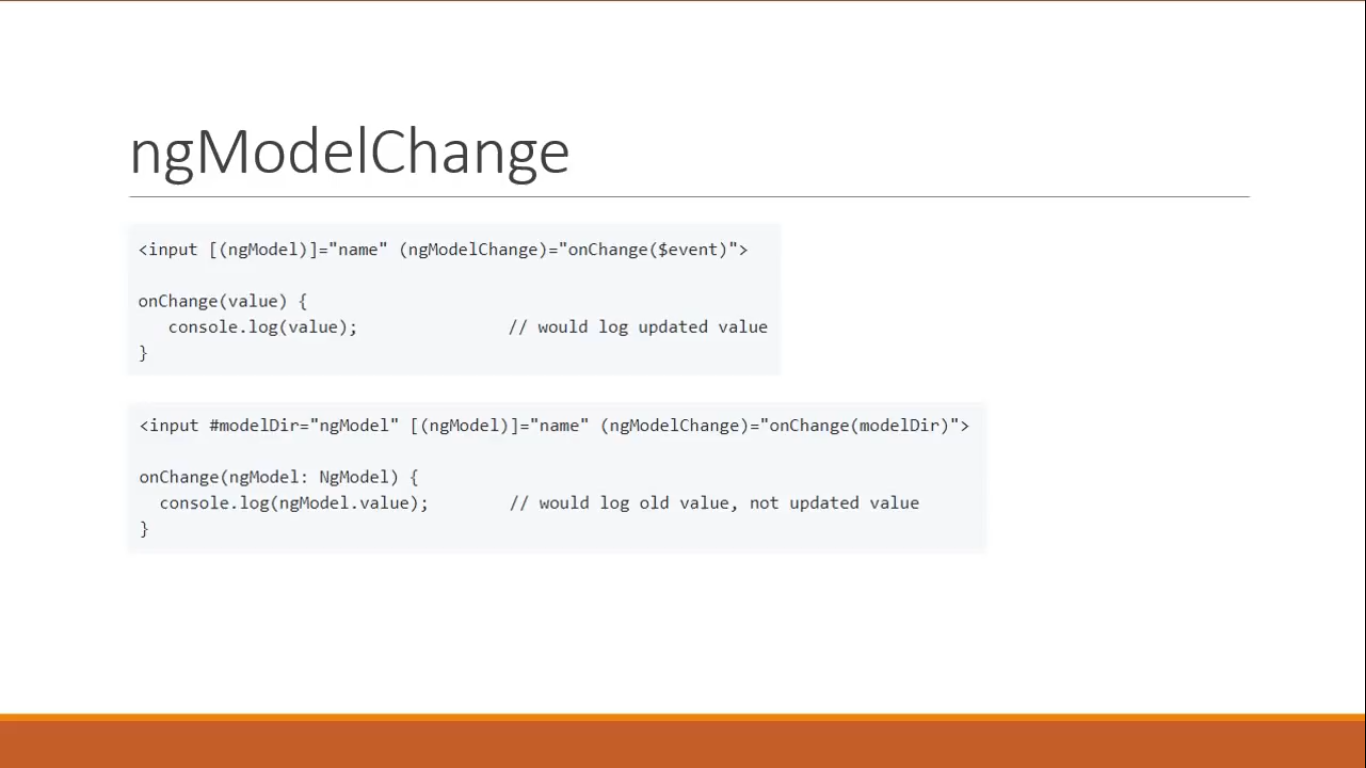 ngModelChange
<input [(ngModel)]="name" (ngModelChange)="onChange($event)">
onChange(value) {
console.log(value); // would log updated value
}
<input #modelDir="ngModel" [(ngModel)]="name" (ngModelChange)="onChange(modelDir)">
onChange(ngModel: NgModel) {
console.log(ngModel.value); // would log old value, not updated value
}